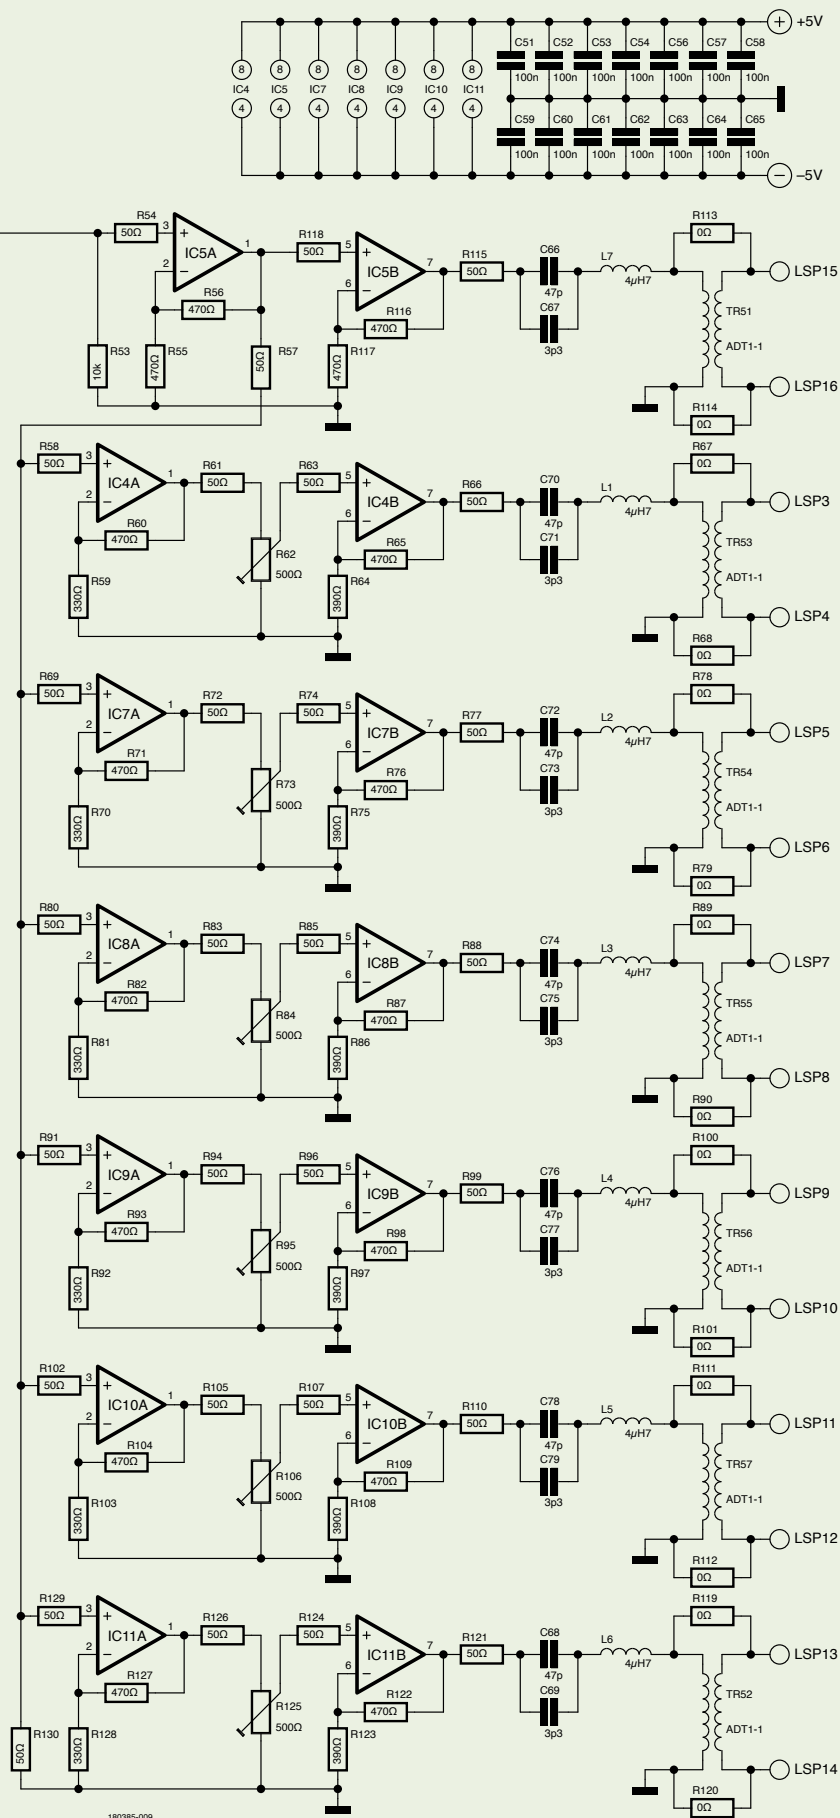 + +5V
C51 C52 C53 C54 C56 C57 C58
8 8 8 8 8 8 8
100n 100n 100n 100n 100n 100n 100n
IC4 IC5 IC7 IC8 IC9 IC10 IC11
4 4 4 4 4 4 4
C59 C60 C61 C62 C63 C64 C65
100n 100n 100n 100n 100n 100n 100n
− –5V
R54 R113
50Ω 3 + 1 R118 0Ω
IC5A 50Ω 5 + 7 R115 C66 L7 LSP15
2 − IC5B 50Ω 47p 4µH7
R56 6 − C67
470Ω R116 3p3 TR51
R53 R55 R57 470Ω ADT1-1
10k 470Ω 50Ω 470Ω R117
LSP16
R114
0Ω
R58 R67
50Ω 3 + 1 R61 R63 0Ω
IC4A 50Ω 50Ω 5 + 7 R66 C70 L1 LSP3
2 − IC4B 50Ω 47p 4µH7
R60 6 − C71
470Ω R62 R65 3p3 TR53
R59 500Ω 470Ω ADT1-1
330Ω 390Ω R64
LSP4
R68
0Ω
R69 R78
50Ω 3 + 1 R72 R74 0Ω
IC7A 50Ω 50Ω 5 + 7 R77 C72 L2 LSP5
2 − IC7B 50Ω 47p 4µH7
R71 6 − C73
470Ω R73 R76 3p3 TR54
R70 500Ω 470Ω ADT1-1
330Ω 390Ω R75
LSP6
R79
0Ω
R80 R89
50Ω 3 + 1 R83 R85 0Ω
IC8A 50Ω 50Ω 5 + 7 R88 C74 L3 LSP7
2 − IC8B 50Ω 47p 4µH7
R82 6 − C75
470Ω R84 R87 3p3 TR55
R81 500Ω 470Ω ADT1-1
330Ω 390Ω R86
LSP8
R90
0Ω
R91 R100
50Ω 3 + 1 R94 R96 0Ω
IC9A 50Ω 50Ω 5 + 7 R99 C76 L4 LSP9
2 − IC9B 50Ω 47p 4µH7
R93 6 − C77
470Ω R95 R98 3p3 TR56
R92 500Ω 470Ω ADT1-1
330Ω 390Ω R97
LSP10
R101
0Ω
R102 R111
50Ω 3 + 1 R105 R107 0Ω
IC10A 50Ω 50Ω 5 + 7 R110 C78 L5 LSP11
2 − IC10B 50Ω 47p 4µH7
R104 6 − C79
470Ω R106 R109 3p3 TR57
R103 500Ω 470Ω ADT1-1
330Ω 390Ω R108
LSP12
R112
0Ω
R129 R119
50Ω 3 + 1 R126 R124 0Ω
IC11A 50Ω 50Ω 5 + 7 R121 C68 L6 LSP13
2 − IC11B 50Ω 47p 4µH7
R127 6 − C69
470Ω R125 R122 3p3 TR52
R130 R128 500Ω 470Ω ADT1-1
50Ω 330Ω 390Ω R123
LSP14
R120
0Ω
180385-009